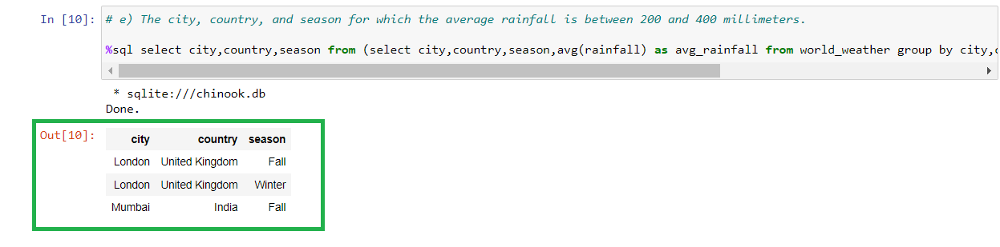 In [10]: # e) The city, country, and season for which the average rainfall is between 200 and 400 millimeters.
%sql select city,country,season from (select city,country,season,avg(rainfall) as avg_rainfall from world_weather group by city,
* sqlite:///chinook.db
Done.
Out[10]:
city country season
London United Kingdom Fall
London United Kingdom Winter
Mumbai India Fall